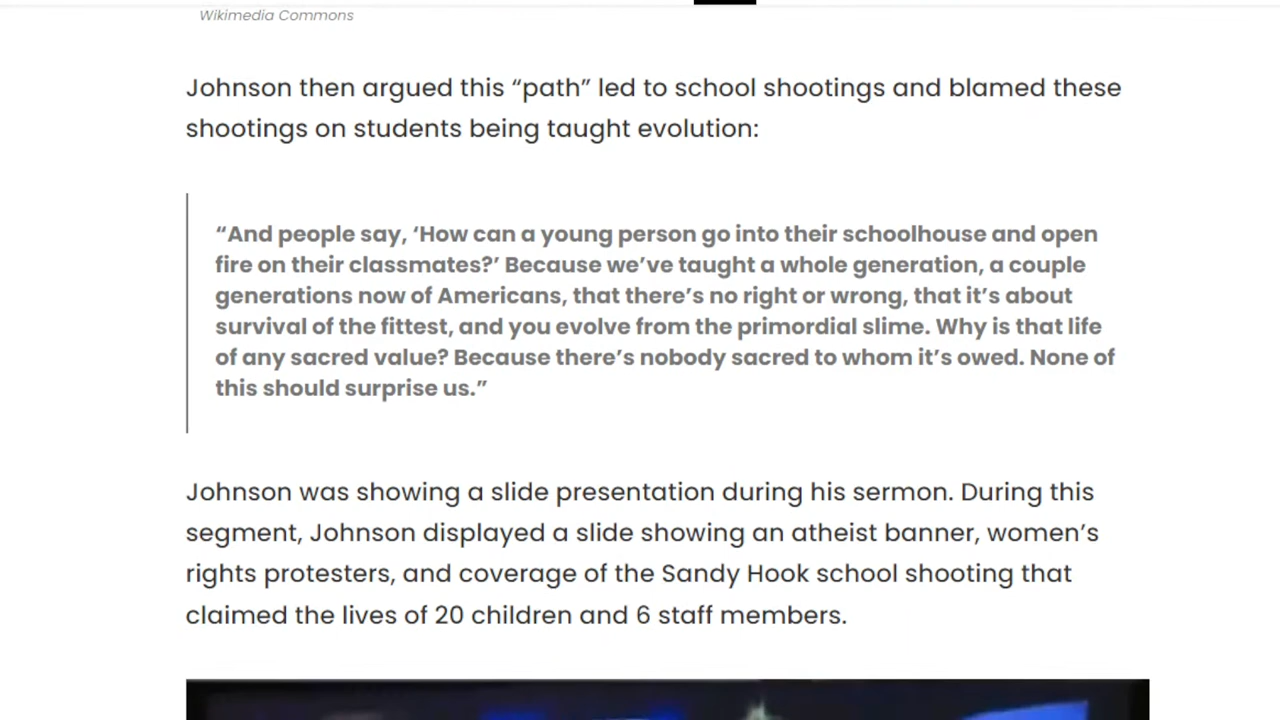 Wikimedia Commons
Johnson then argued this “path” led to school shootings and blamed these
shootings on students being taught evolution:
“And people say, ‘How can a young person go into their schoolhouse and open
fire on their classmates?’ Because we’ve taught a whole generation, a couple
generations now of Americans, that there’s no right or wrong, that it’s about
survival of the fittest, and you evolve from the primordial slime. Why is that life
of any sacred value? Because there’s nobody sacred to whom it’s owed. None of
this should surprise us.”
Johnson was showing a slide presentation during his sermon. During this
segment, Johnson displayed a slide showing an atheist banner, women’s
rights protesters, and coverage of the Sandy Hook school shooting that
claimed the lives of 20 children and 6 staff members.